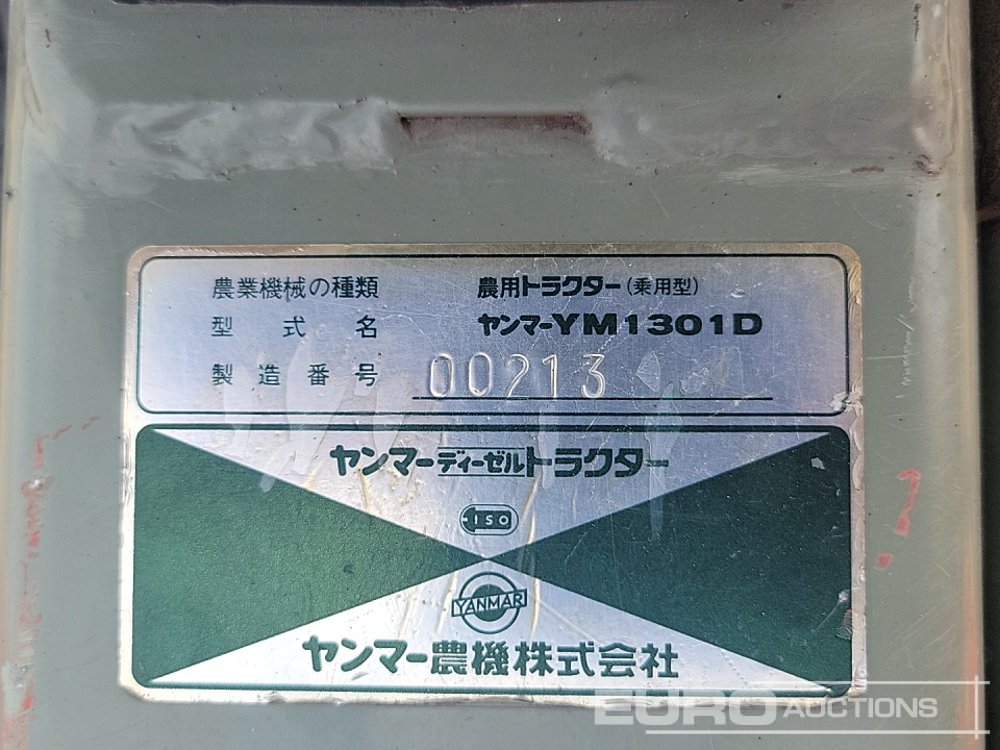 農業機械の種類 農用トラクター(乗用型)
型式名 ヤンマーYM1301D
製造番号 00213
ヤンマーディーゼルトラクター
ISO
YANMAR
ヤンマー農機株式会社
EURO AUCTIONS